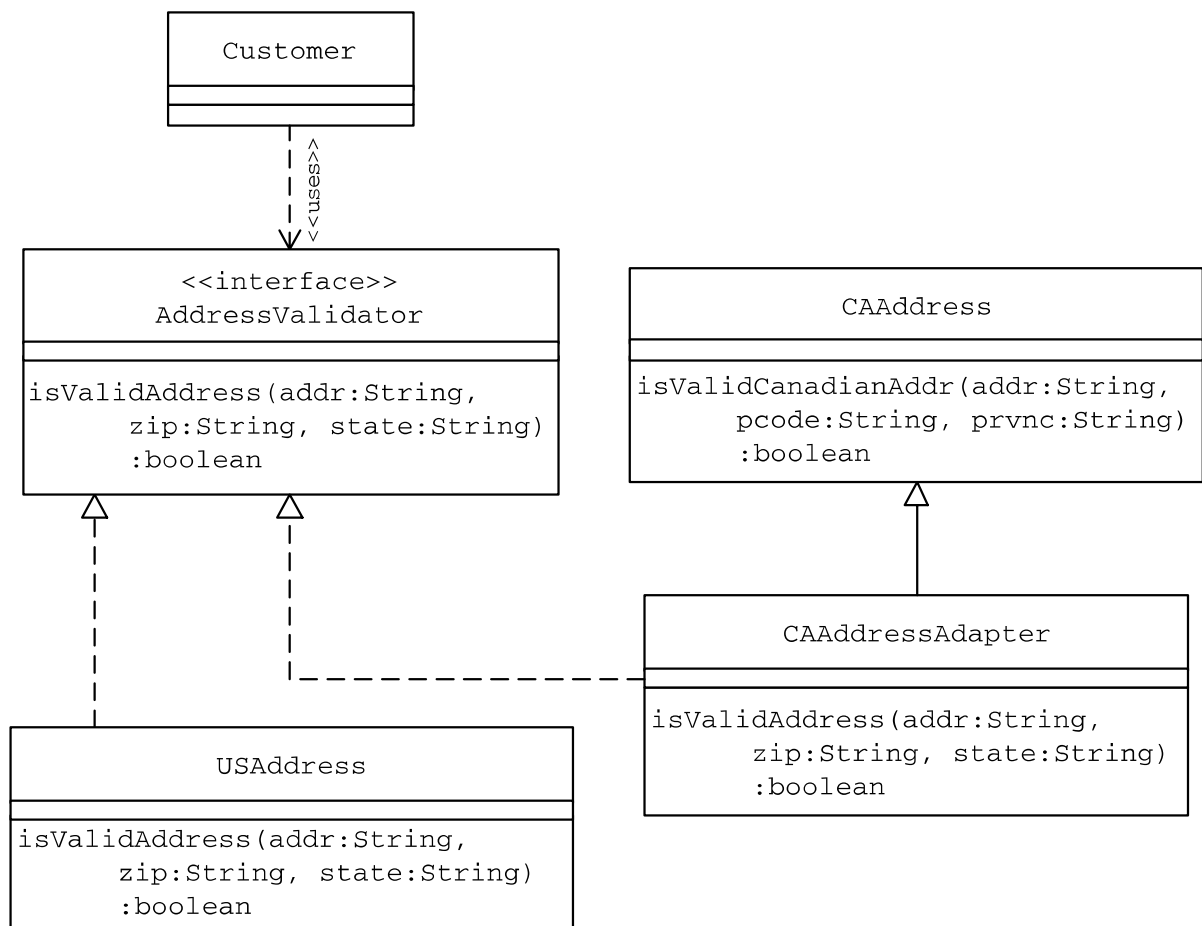 Customer
<<uses>>
<<interface>>
AddressValidator
isValidAddress(addr:String,
zip:String, state:String)
:boolean
CAAddress
isValidCanadianAddr(addr:String,
pcode:String, prvnc:String)
:boolean
CAAddressAdapter
isValidAddress(addr:String,
zip:String, state:String)
:boolean
USAddress
isValidAddress(addr:String,
zip:String, state:String)
:boolean